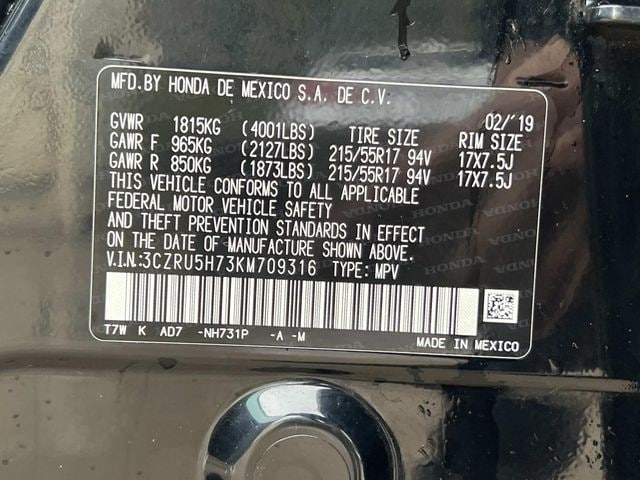 MFD.BY HONDA DE MEXICO S.A. DE C.V:
02/'19
GVWR 1815KG (4001LBS) TIRE SIZE RIM SIZE
GAWR F 965KG (2127LBS) 215/55R17 94V 17X7.5J
GAWR R 850KG (1873LBS) 215/55R17 94V 17X7.5J
THIS VEHICLE CONFORMS TO ALL APPLICABLE
FEDERAL MOTOR VEHICLE SAFETY
AND THEFT PREVENTION STANDARDS IN EFFECT
ON THE DATE OF MANUFACTURE SHOWN ABOVE.
V.I.N:3CZRU5H73KM709316 TYPE: MPV
T7W K AD7 -NH731P -A -M
MADE IN MEXICO